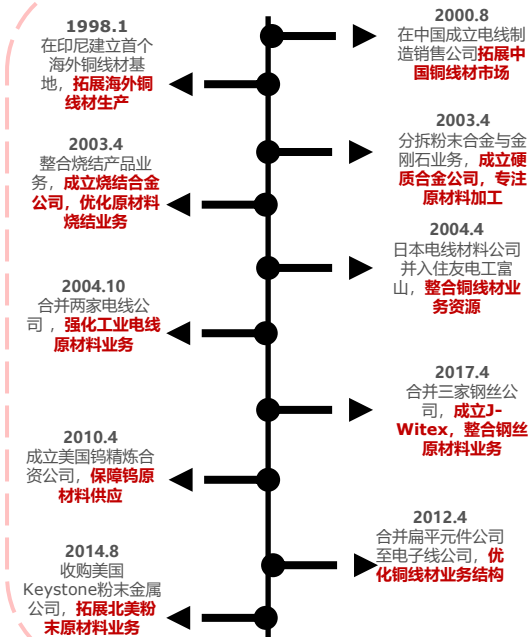 1998.1
在印尼建立首个
海外铜线材基
地，拓展海外铜
线材生产
2000.8
在中国成立电线制
造销售公司拓展中
国铜线材市场
2003.4
整合烧结产品业
务，成立烧结合金
公司，优化原材料
烧结业务
2003.4
分拆粉末合金与金
刚石业务，成立硬
质合金公司，专注
原材料加工
2004.4
日本电线材料公司
并入住友电工富
山，整合铜线材业
务资源
2004.10
合并两家电线公
司 ，强化工业电线
原材料业务
2017.4
合并三家钢丝公
司，成立J-
Witex，整合钢丝
原材料业务
2010.4
成立美国钨精炼合
资公司，保障钨原
材料供应
2012.4
合并扁平元件公司
至电子线公司，优
化铜线材业务结构
2014.8
收购美国
Keystone粉末金属
公司，拓展北美粉
末原材料业务